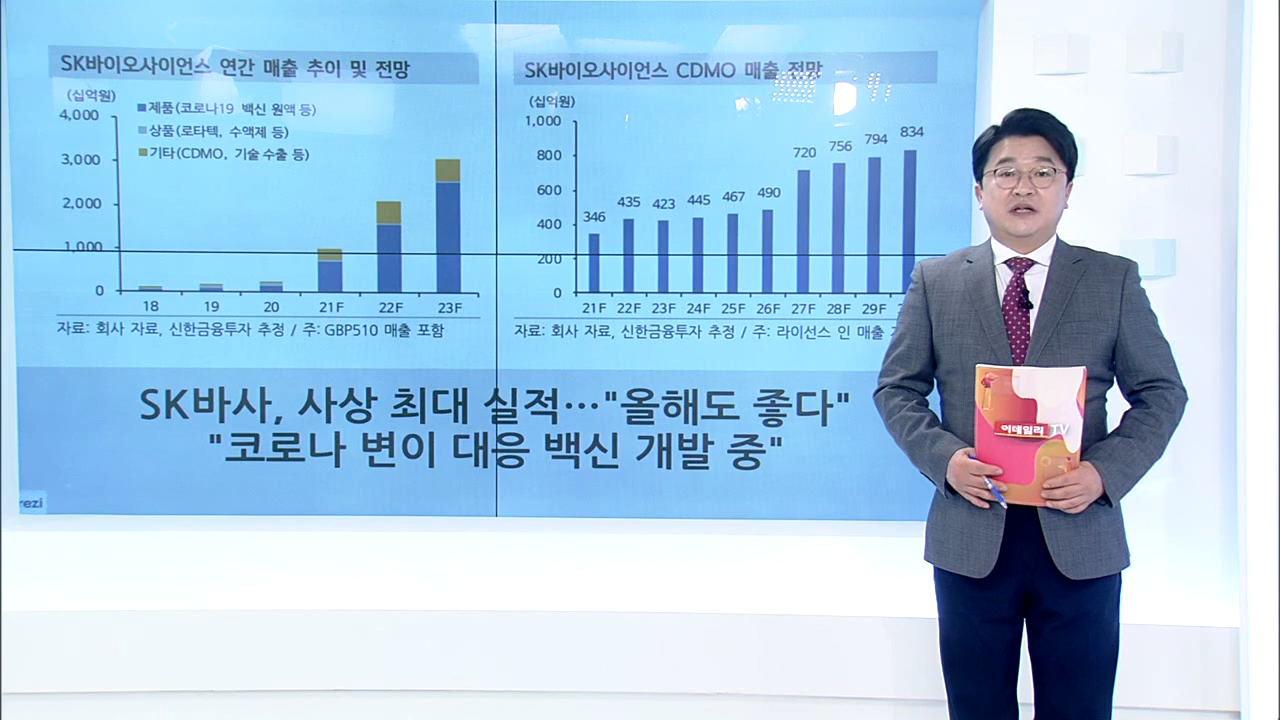 SK바이오사이언스 연간 매출 추이 및 전망
(십억원)
제품(코로나19 백신 원액 등)
상품(로타텍, 수액제 등)
기타(CDMO, 기술 수출 등)
4,000
3,000
2,000
1,000
0
18 19 20 21F 22F 23F
자료: 회사 자료, 신한금융투자 추정 / 주: GBP510 매출 포함
SK바이오사이언스 CDMO 매출 전망
(십억원)
1,000
800
600
400
200
0
346 435 423 445 467 490 720 756 794 834
21F 22F 23F 24F 25F 26F 27F 28F 29F
자료: 회사 자료, 신한금융투자 추정 / 주: 라이선스 인 매출
SK바사, 사상 최대 실적…"올해도 좋다"
"코로나 변이 대응 백신 개발 중"
rezi
이데일리 TV